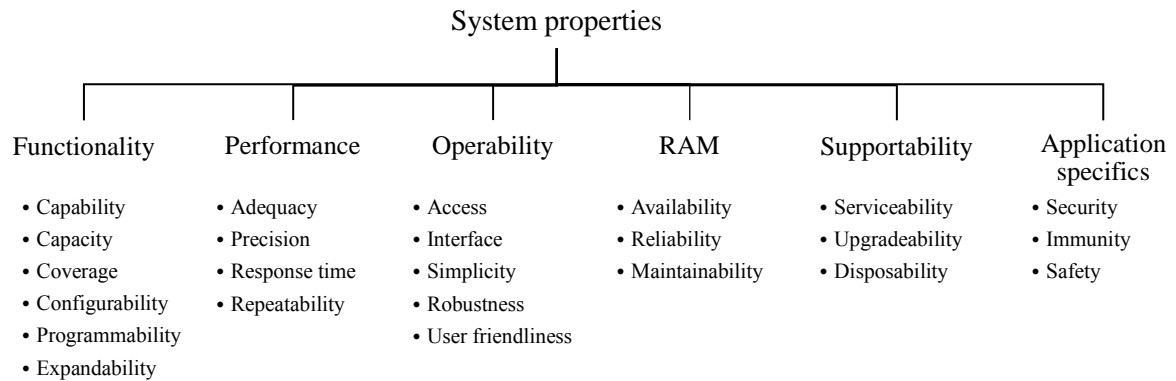 System properties
Functionality
• Capability
• Capacity
• Coverage
• Configurability
• Programmability
• Expandability
Performance
• Adequacy
• Precision
• Response time
• Repeatability
Operability
• Access
• Interface
• Simplicity
• Robustness
• User friendliness
RAM
• Availability
• Reliability
• Maintainability
Supportability
• Serviceability
• Upgradeability
• Disposability
Application
specifics
• Security
• Immunity
• Safety